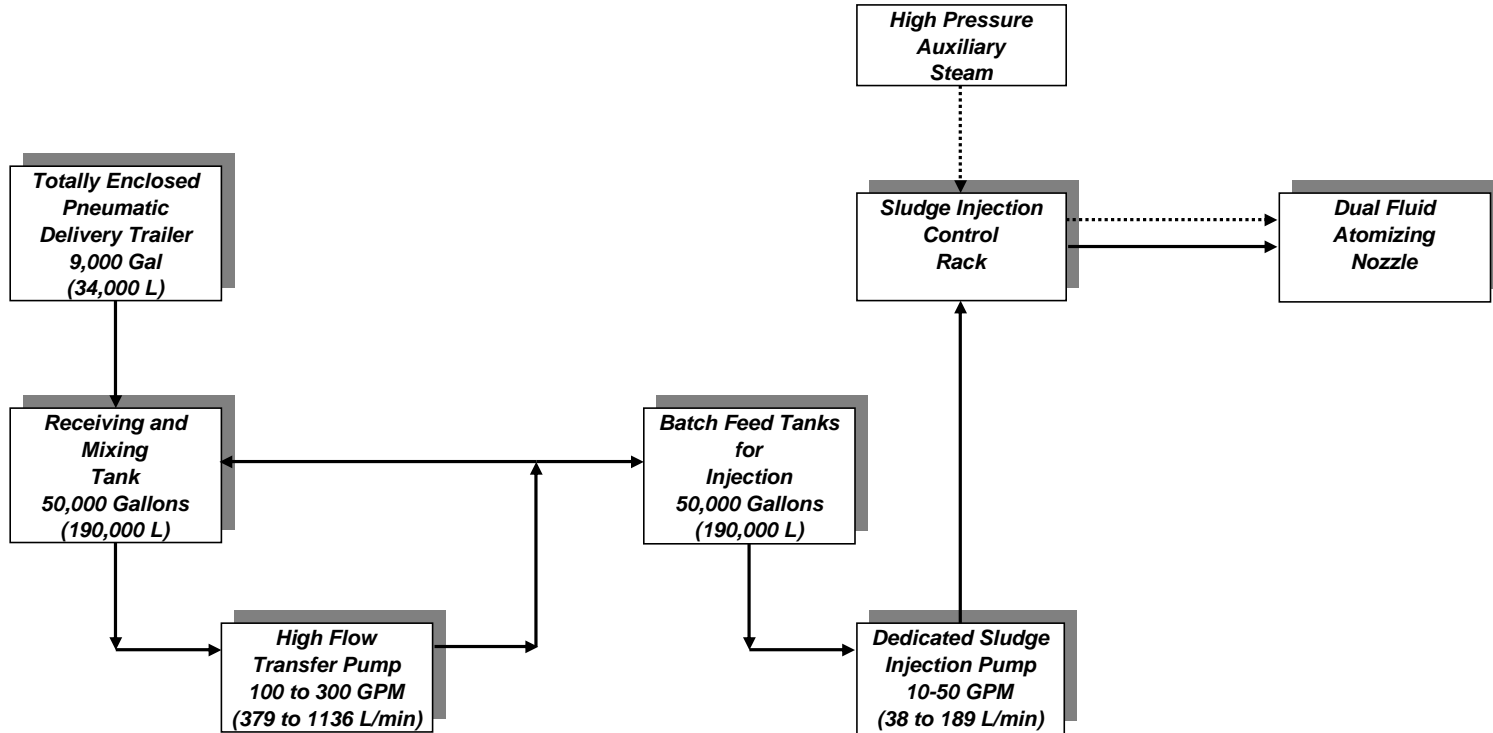 High Pressure
Auxiliary
Steam
Totally Enclosed
Pneumatic
Delivery Trailer
9,000 Gal
(34,000 L)
Sludge Injection
Control
Rack
Dual Fluid
Atomizing
Nozzle
Receiving and
Mixing
Tank
50,000 Gallons
(190,000 L)
Batch Feed Tanks
for
Injection
50,000 Gallons
(190,000 L)
High Flow
Transfer Pump
100 to 300 GPM
(379 to 1136 L/min)
Dedicated Sludge
Injection Pump
10-50 GPM
(38 to 189 L/min)